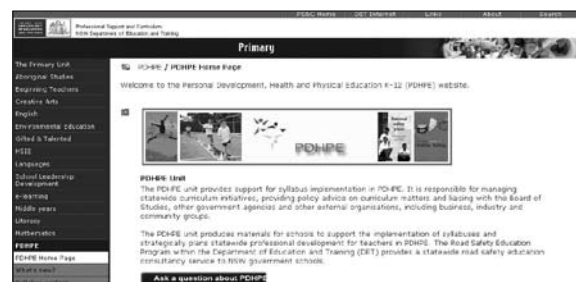 PD&C Home DET Internet Links About Search
Professional Support and Curriculum
NSW Department of Education and Training
Primary
The Primary Unit
Aboriginal Studies
Beginning Teachers
Creative Arts
English
Environmental Education
Gifted & Talented
HSIE
Languages
School Leadership Development
e-learning
Middle years
Literacy
Mathematics
PDHPE
PDHPE Home Page
What's new?
PDHPE / PDHPE Home Page
Welcome to the Personal Development, Health and Physical Education K-12 (PDHPE) website.
PDHPE
PDHPE Unit
The PDHPE unit provides support for syllabus implementation in PDHPE. It is responsible for managing
statewide curriculum initiatives, providing policy advice on curriculum matters and liaising with the Board of
Studies, other government agencies and other external organisations, including business, industry and
community groups.
The PDHPE unit produces materials for schools to support the implementation of syllabuses and
strategically plans statewide professional development for teachers in PDHPE. The Road Safety Education
Program within the Department of Education and Training (DET) provides a statewide road safety education
consultancy service to NSW government schools.
Ask a question about PDHPE